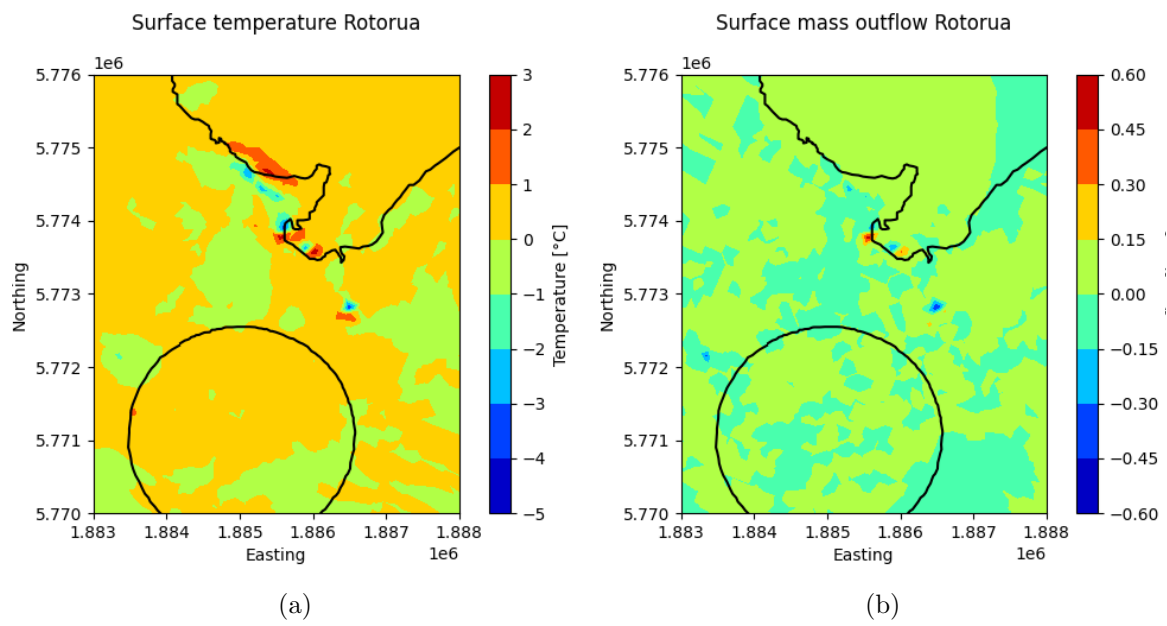 Surface temperature Rotorua
1e6
5.776
5.775
5.774
5.773
5.772
5.771
5.770
Northing
1.883 1.884 1.885 1.886 1.887 1.888
Easting
1e6
3
2
1
0
−1
−2
−3
−4
−5
Temperature [°C]
(a)
Surface mass outflow Rotorua
1e6
5.776
5.775
5.774
5.773
5.772
5.771
5.770
Northing
1.883 1.884 1.885 1.886 1.887 1.888
Easting
1e6
0.60
0.45
0.30
0.15
0.00
−0.15
−0.30
−0.45
−0.60
(b)